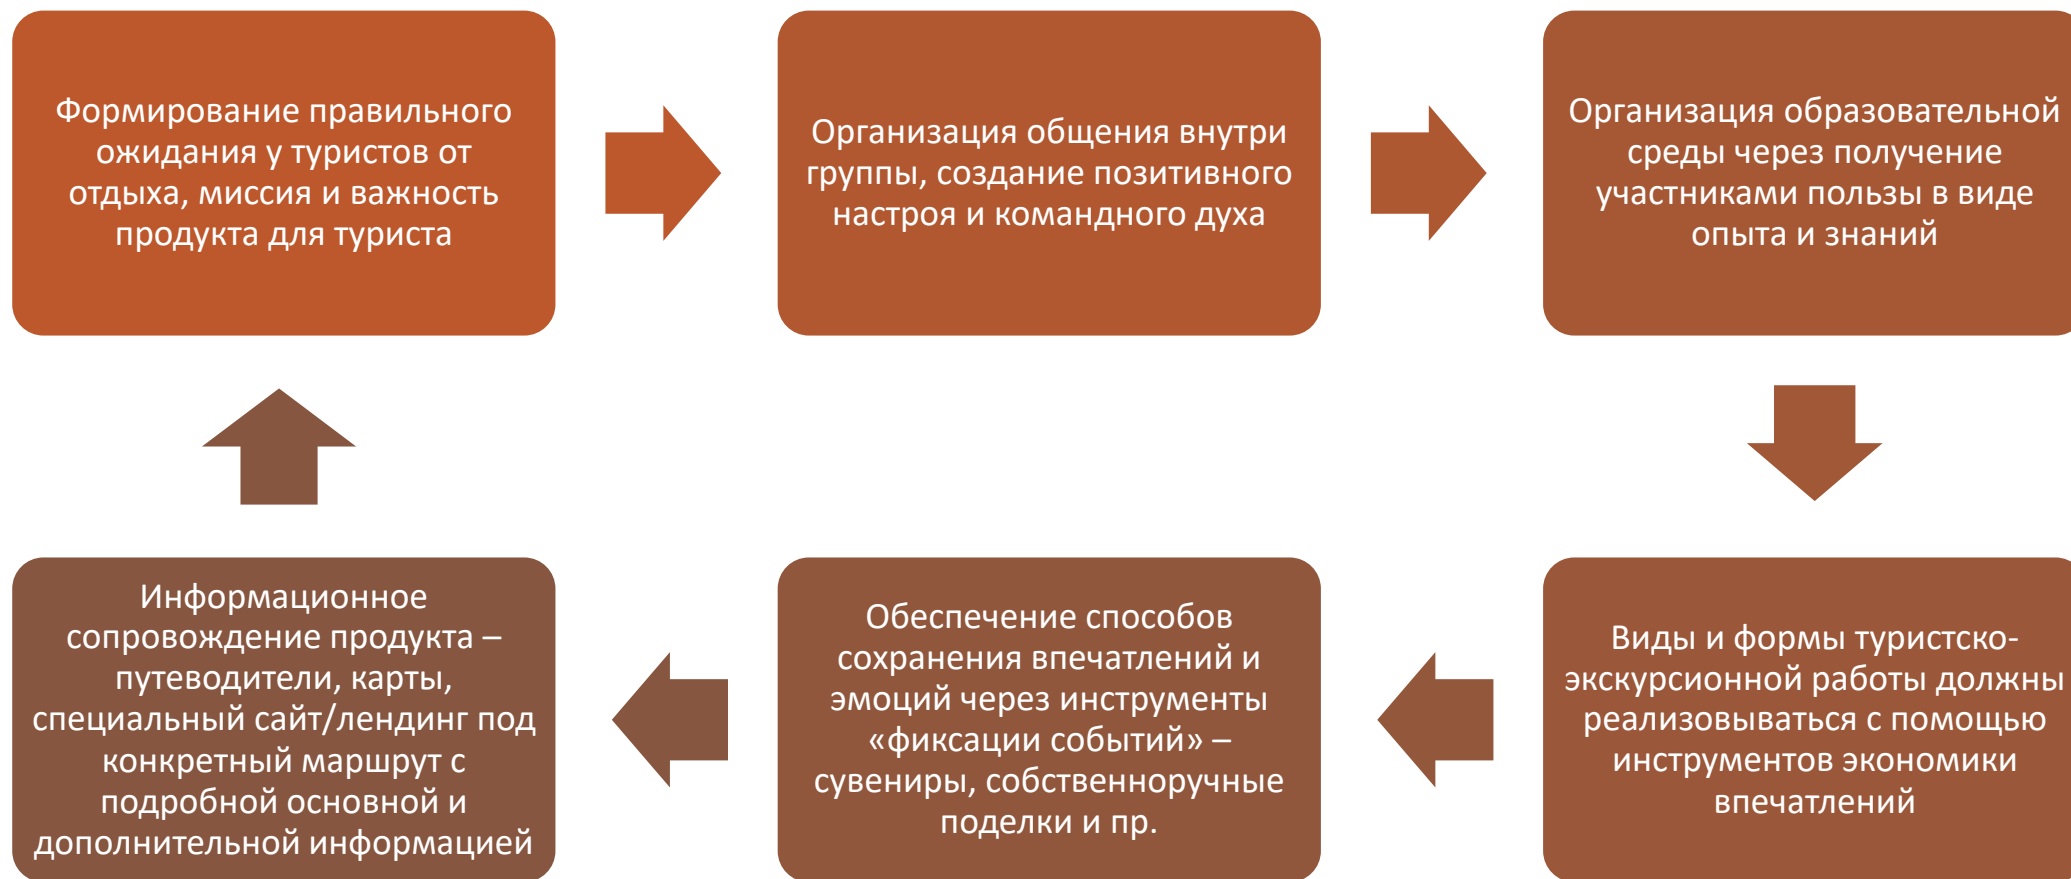 Формирование правильного
ожидания у туристов от
отдыха, миссия и важность
продукта для туриста
Организация общения внутри
группы, создание позитивного
настроя и командного духа
Организация образовательной
среды через получение
участниками пользы в виде
опыта и знаний
Виды и формы туристско-
экскурсионной работы должны
реализовываться с помощью
инструментов экономики
впечатлений
Обеспечение способов
сохранения впечатлений и
эмоций через инструменты
«фиксации событий» –
сувениры, собственноручные
поделки и пр.
Информационное
сопровождение продукта –
путеводители, карты,
специальный сайт/лендинг под
конкретный маршрут с
подробной основной и
дополнительной информацией